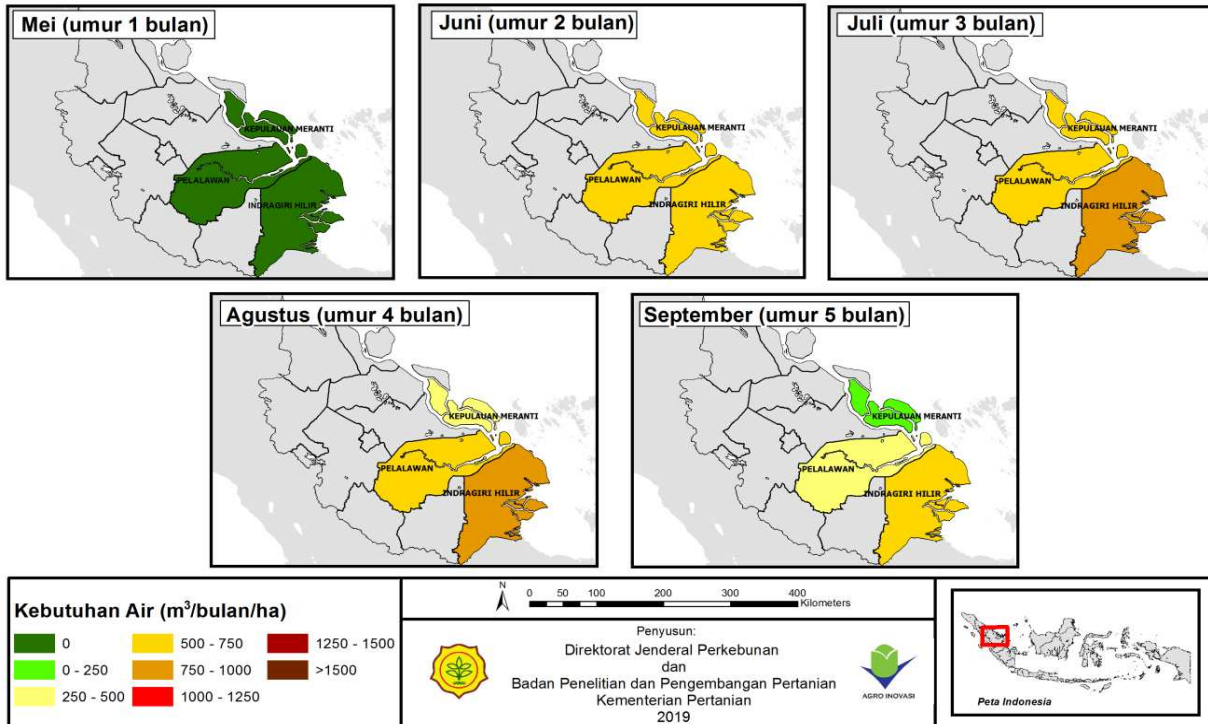 Mei (umur 1 bulan)
KEPULAUAN MERANTI
PELALAWAN
INDRAGIRI HILIR
Juni (umur 2 bulan)
KEPULAUAN MERANTI
PELALAWAN
INDRAGIRI HILIR
Juli (umur 3 bulan)
KEPULAUAN MERANTI
PELALAWAN
INDRAGIRI HILIR
Agustus (umur 4 bulan)
KEPULAUAN MERANTI
PELALAWAN
INDRAGIRI HILIR
September (umur 5 bulan)
KEPULAUAN MERANTI
PELALAWAN
INDRAGIRI HILIR
Kebutuhan Air (m³/bulan/ha)
0
0 - 250
250 - 500
500 - 750
750 - 1000
1000 - 1250
1250 - 1500
>1500
N
0 50 100 200 300 400
Kilometers
Penyusun:
Direktorat Jenderal Perkebunan
dan
Badan Penelitian dan Pengembangan Pertanian
Kementerian Pertanian
2019
AGRO INOVASI
Peta Indonesia